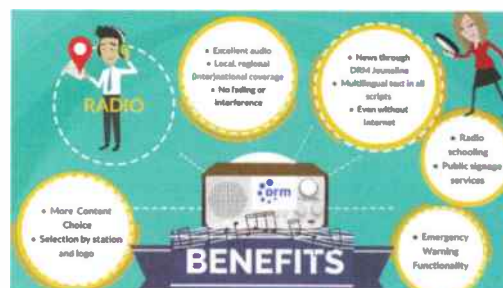 RADIO
• Excellent audio
• Local, regional
(inter)national coverage
• No fading or
interference
• News through
DRM Journaline
• Multilingual text in all
scripts
• Even without
Internet
• Radio
schooling
• Public signage
services
DRM
• More Content
Choice
• Selection by station
and logo
BENEFITS
• Emergency
Warning
Functionality